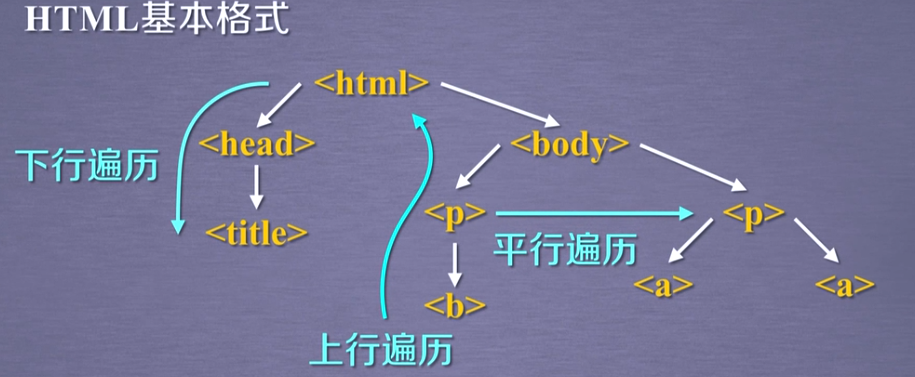 HTML基本格式
<html>
<head>
<body>
下行遍历
<title>
<p>
<p>
平行遍历
<a>
<a>
<b>
上行遍历